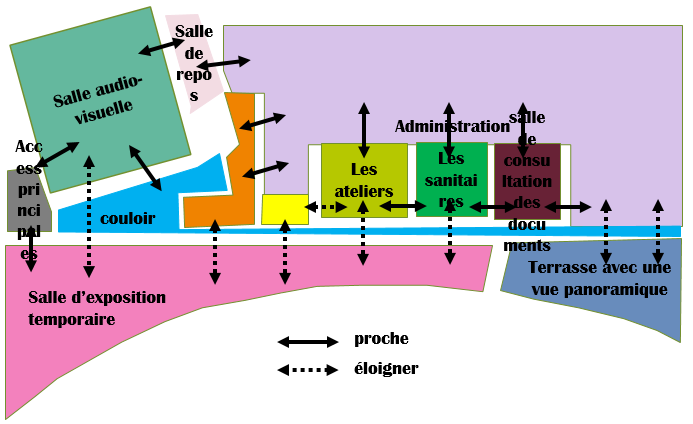 Salle
de
repo
s
Salle audio-
visuelle
Acc
ess
prin
cipal
es
Administration
salle
de
consu
ltation
des
docu
ments
Les
ateliers
Les
sanitai
res
couloir
Salle d'exposition
temporaire
Terrasse avec une
vue panoramique
proche
éloigner